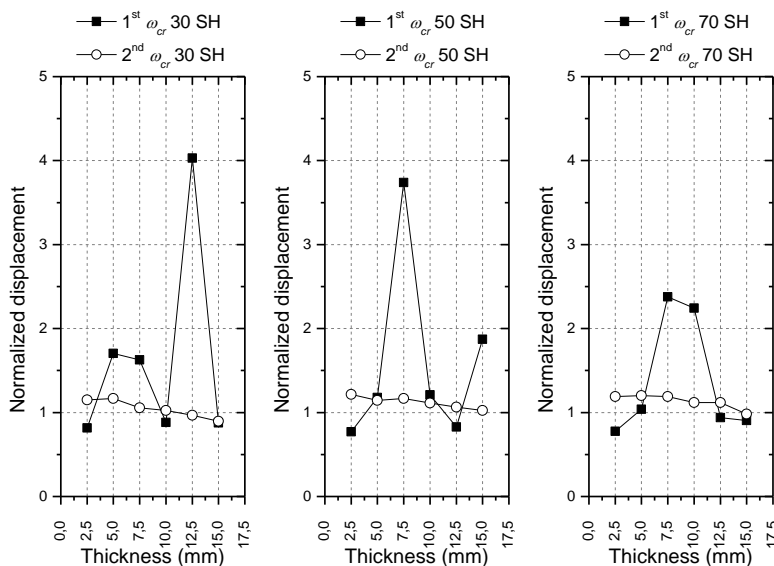 1st ωcr 30 SH
2nd ωcr 30 SH
5
4
3
2
1
0
Normalized displacement
0,0 2,5 5,0 7,5 10,0 12,5 15,0 17,5
Thickness (mm)
1st ωcr 50 SH
2nd ωcr 50 SH
5
4
3
2
1
0
Normalized displacement
0,0 2,5 5,0 7,5 10,0 12,5 15,0 17,5
Thickness (mm)
1st ωcr 70 SH
2nd ωcr 70 SH
5
4
3
2
1
0
Normalized displacement
0,0 2,5 5,0 7,5 10,0 12,5 15,0 17,5
Thickness (mm)